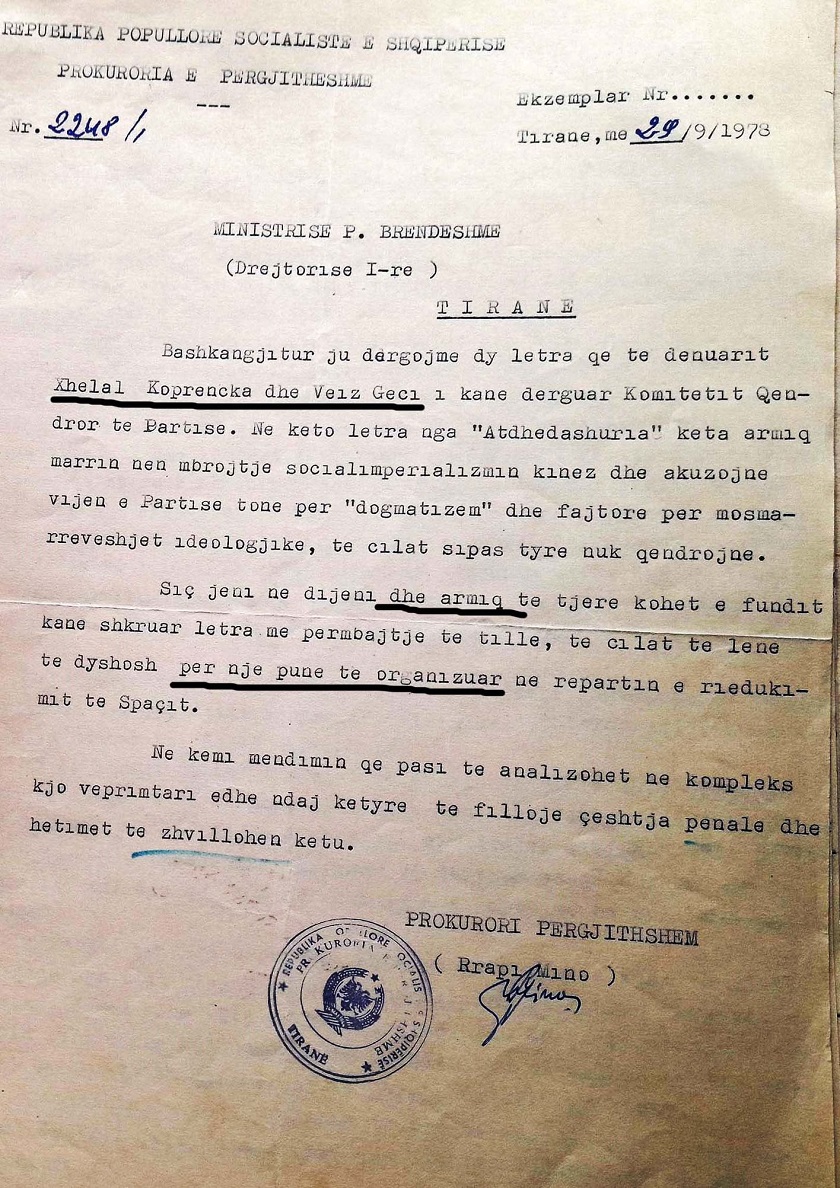 REPUBLIKA POPULLORE SOCIALISTE E SHQIPERISE
PROKURORIA E PERGJITHESHME
---
Nr. 2248/1
Ekzemplar Nr.......
Tirane, me 29/9/1978
MINISTRISE P. BRENDESHME
(Drejtorise I-re )
T I R A N E
Bashkangjitur ju dergojme dy letra qe te denuarit
Xhelal Koprencka dhe Veiz Geci i kane derguar Komitetit Qen-
dror te Partise. Ne keto letra nga "Atdhedashuria" keta armiq
marrin nen mbrojtje socialimperializmin kinez dhe akuzojne
vijen e Partise tone per "dogmatizem" dhe fajtore per mosma-
rreveshjet ideologjike, te cilat sipas tyre nuk qendrojne.
Siç jeni ne dijeni dhe armiq te tjere kohet e fundit
kane shkruar letra me permbajtje te tille, te cilat te lene
te dyshosh per nje pune te organizuar ne repartin e rieduki-
mit te Spaçit.
Ne kemi mendimin qe pasi te analizohet ne kompleks
kjo veprimtari edhe ndaj ketyre te filloje çeshtja penale dhe
hetimet te zhvillohen ketu.
PROKURORI PERGJITHSHEM
( Rrapi Mino )
REPUBLIKA
TIRANË